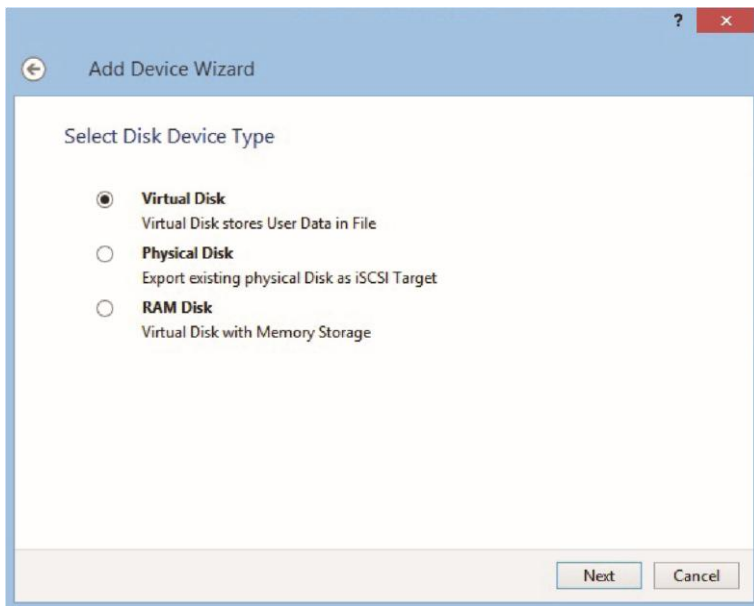 ?
Add Device Wizard
Select Disk Device Type
Virtual Disk
Virtual Disk stores User Data in File
Physical Disk
Export existing physical Disk as iSCSI Target
RAM Disk
Virtual Disk with Memory Storage
Next Cancel